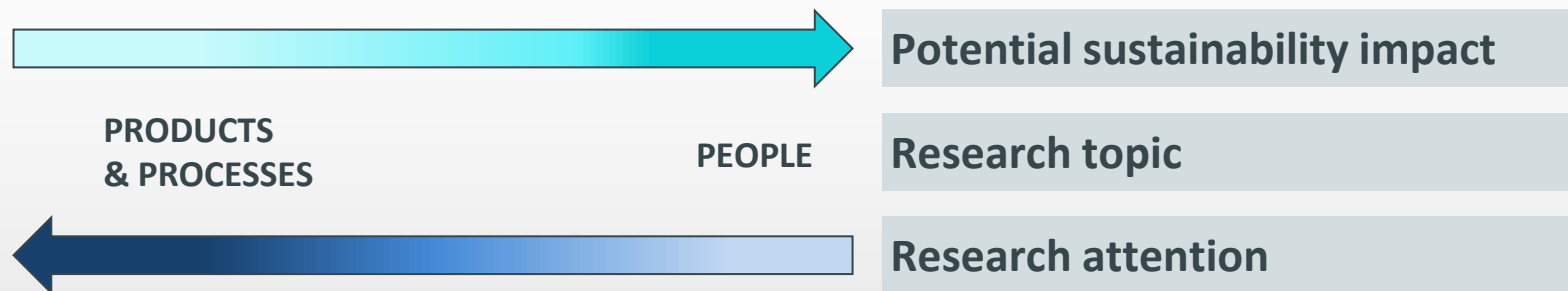 Potential sustainability impact
PRODUCTS
& PROCESSES
PEOPLE
Research topic
Research attention